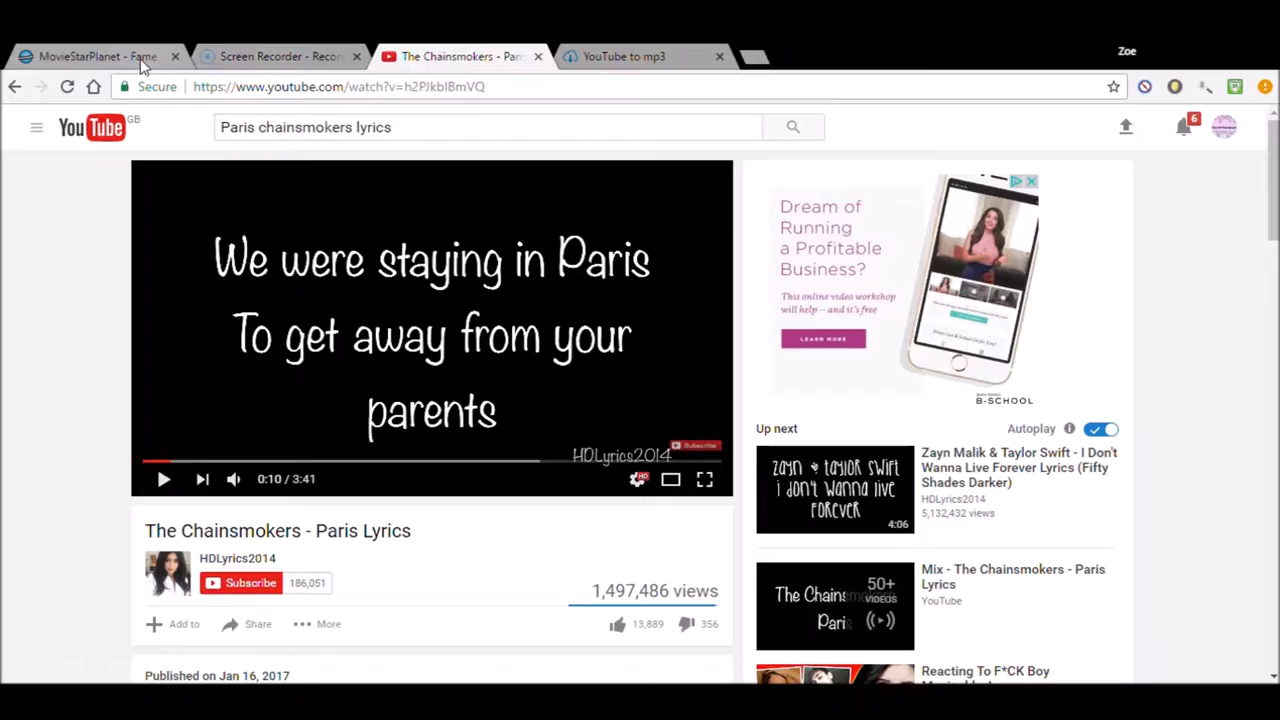 MovieStarPlanet - Fame
Screen Recorder - Recor
The Chainsmokers - Pari
YouTube to mp3
Zoe
Secure
https://www.youtube.com/watch?v=h2PJkbIBmVQ
YouTube GB
Paris chainsmokers lyrics
6
We were staying in Paris
To get away from your
parents
HDLyrics2014
Subscribe
0:10 / 3:41
HD
The Chainsmokers - Paris Lyrics
HDLyrics2014
Subscribe 186,051
1,497,486 views
Add to
Share
More
13,889
356
Published on Jan 16, 2017
Dream of
Running
a Profitable
Business?
This online video workshop
will help – and it's free
LEARN MORE
B-SCHOOL
Up next
Autoplay
ZAYN & TAYLOR SWIFT
i DON'T WANNA LIVE
FOREVER
4:06
Zayn Malik & Taylor Swift - I Don't
Wanna Live Forever Lyrics (Fifty
Shades Darker)
HDLyrics2014
5,132,432 views
The Chainsmokers
Paris
50+
VIDEOS
Mix - The Chainsmokers - Paris
Lyrics
YouTube
Reacting To F*CK Boy